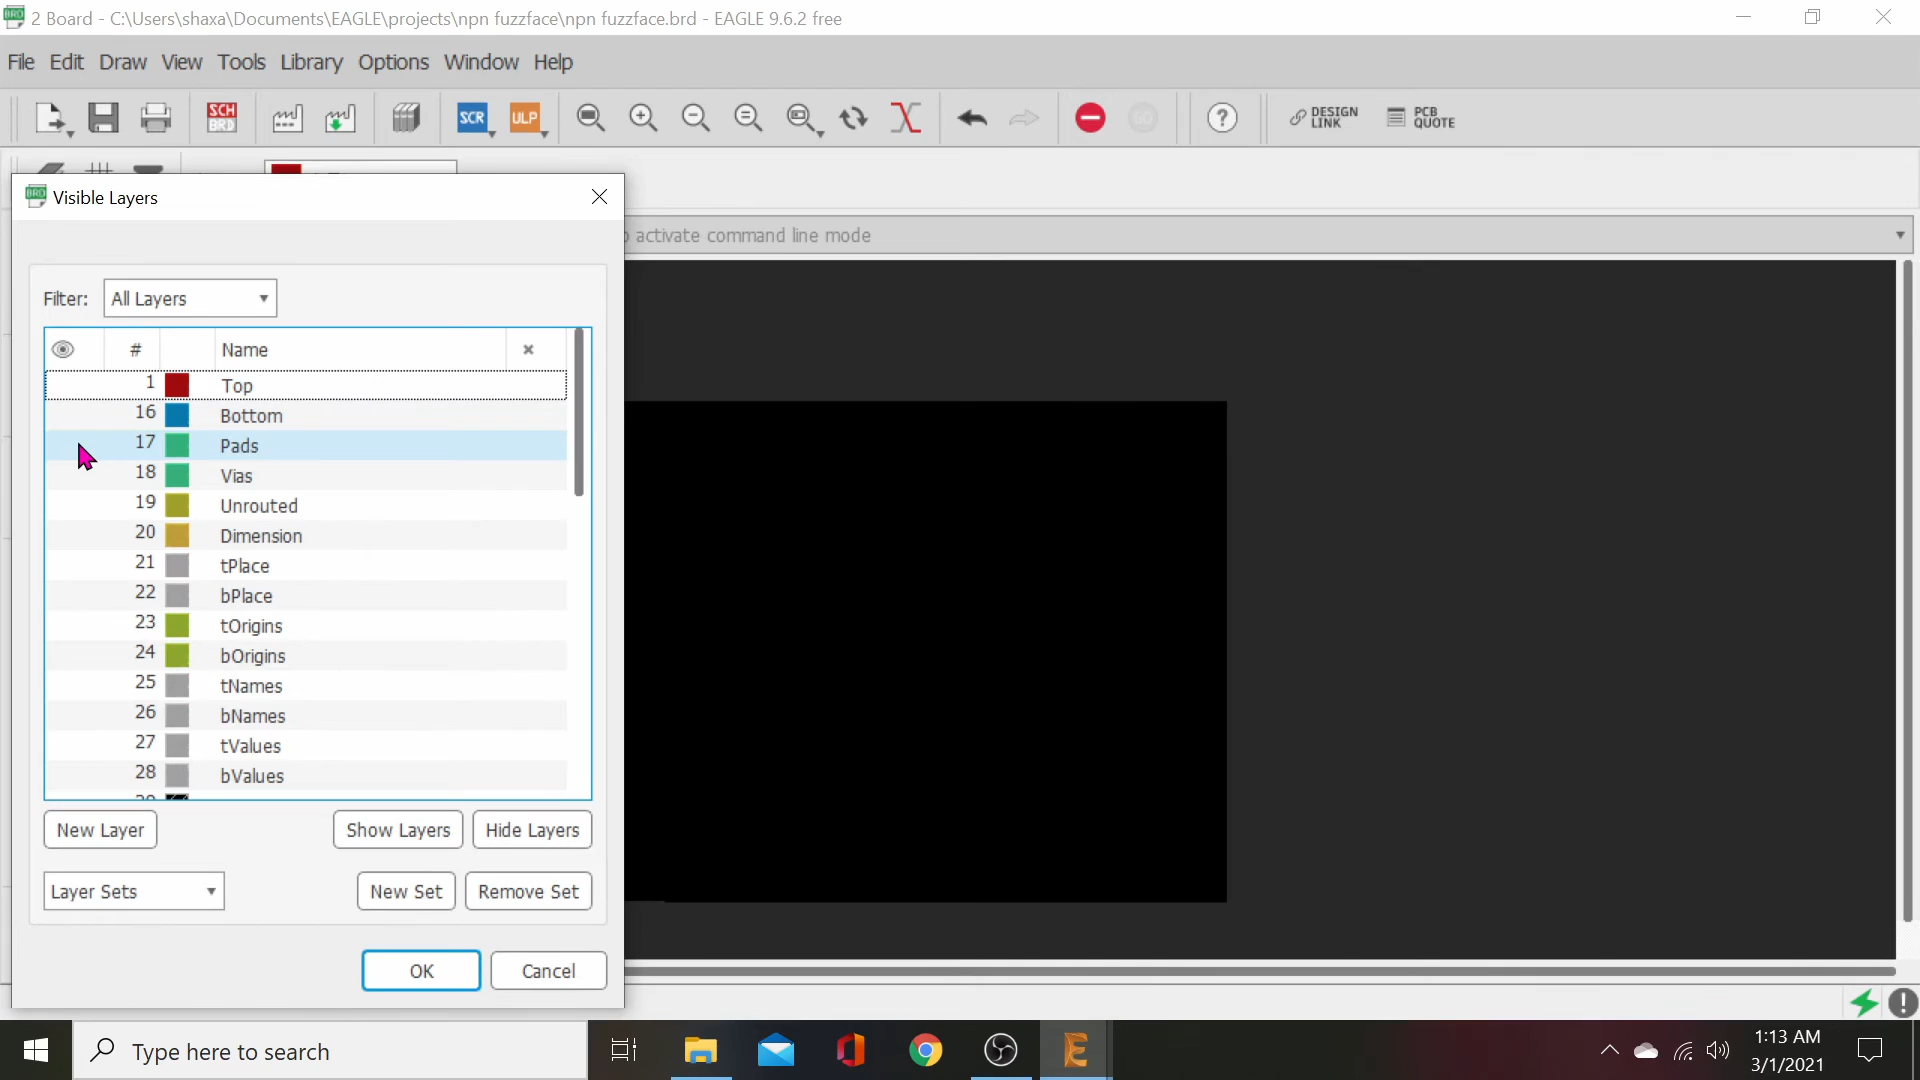 2 Board - C:\Users\shaxa\Documents\EAGLE\projects\npn fuzzface\npn fuzzface.brd - EAGLE 9.6.2 free
File Edit Draw View Tools Library Options Window Help
SCH BRD SCR ULP GO ? DESIGN LINK PCB QUOTE
BRD Visible Layers
activate command line mode
Filter: All Layers
# Name
1 Top
16 Bottom
17 Pads
18 Vias
19 Unrouted
20 Dimension
21 tPlace
22 bPlace
23 tOrigins
24 bOrigins
25 tNames
26 bNames
27 tValues
28 bValues
New Layer Show Layers Hide Layers
Layer Sets New Set Remove Set
OK Cancel
Type here to search
1:13 AM
3/1/2021